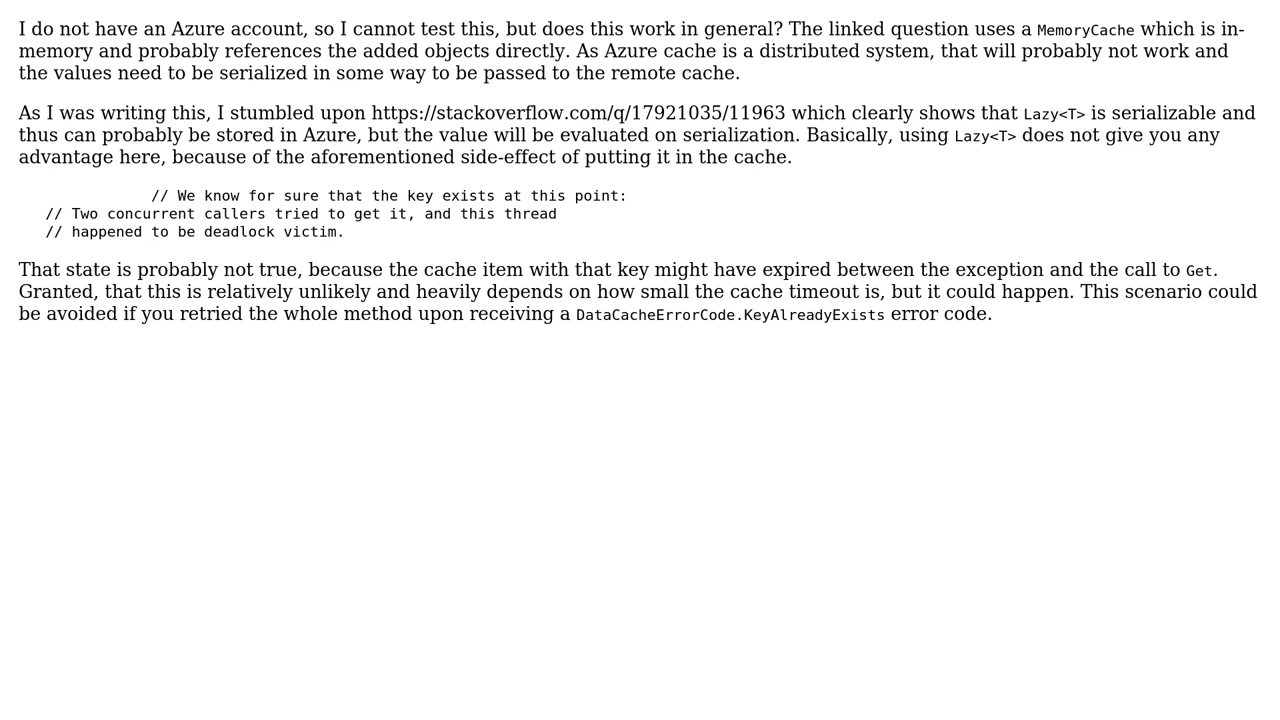 I do not have an Azure account, so I cannot test this, but does this work in general? The linked question uses a MemoryCache which is in-
memory and probably references the added objects directly. As Azure cache is a distributed system, that will probably not work and
the values need to be serialized in some way to be passed to the remote cache.
As I was writing this, I stumbled upon https://stackoverflow.com/q/17921035/11963 which clearly shows that Lazy<T> is serializable and
thus can probably be stored in Azure, but the value will be evaluated on serialization. Basically, using Lazy<T> does not give you any
advantage here, because of the aforementioned side-effect of putting it in the cache.
// We know for sure that the key exists at this point:
// Two concurrent callers tried to get it, and this thread
// happened to be deadlock victim.
That state is probably not true, because the cache item with that key might have expired between the exception and the call to Get.
Granted, that this is relatively unlikely and heavily depends on how small the cache timeout is, but it could happen. This scenario could
be avoided if you retried the whole method upon receiving a DataCacheErrorCode.KeyAlreadyExists error code.